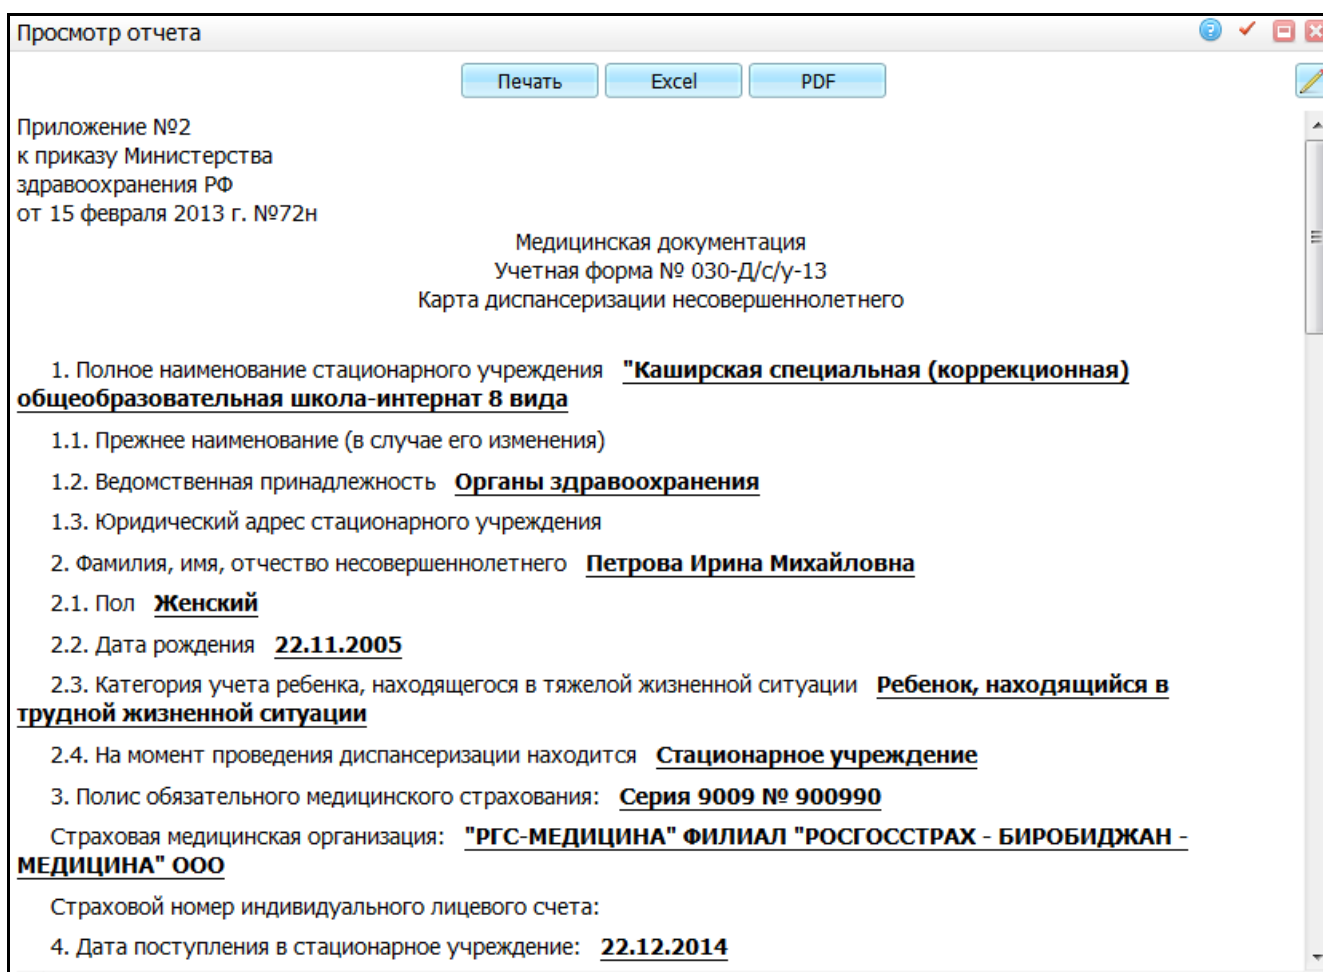 Просмотр отчета
Печать Excel PDF
Приложение №2
к приказу Министерства
здравоохранения РФ
от 15 февраля 2013 г. №72н
Медицинская документация
Учетная форма № 030-Д/с/у-13
Карта диспансеризации несовершеннолетнего
1. Полное наименование стационарного учреждения "Каширская специальная (коррекционная)
общеобразовательная школа-интернат 8 вида
1.1. Прежнее наименование (в случае его изменения)
1.2. Ведомственная принадлежность Органы здравоохранения
1.3. Юридический адрес стационарного учреждения
2. Фамилия, имя, отчество несовершеннолетнего Петрова Ирина Михайловна
2.1. Пол Женский
2.2. Дата рождения 22.11.2005
2.3. Категория учета ребенка, находящегося в тяжелой жизненной ситуации Ребенок, находящийся в
трудной жизненной ситуации
2.4. На момент проведения диспансеризации находится Стационарное учреждение
3. Полис обязательного медицинского страхования: Серия 9009 № 900990
Страховая медицинская организация: "РГС-МЕДИЦИНА" ФИЛИАЛ "РОСГОССТРАХ - БИРОБИДЖАН -
МЕДИЦИНА" ООО
Страховой номер индивидуального лицевого счета:
4. Дата поступления в стационарное учреждение: 22.12.2014